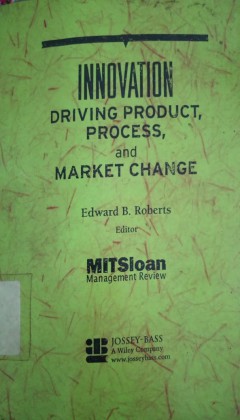 INNOVATION
DRIVING PRODUCT,
PROCESS,
and
MARKET CHANGE
Edward B. Roberts
Editor
MITSloan
Management Review
JOSSEY-BASS
A Wiley Company
www.josseybass.com